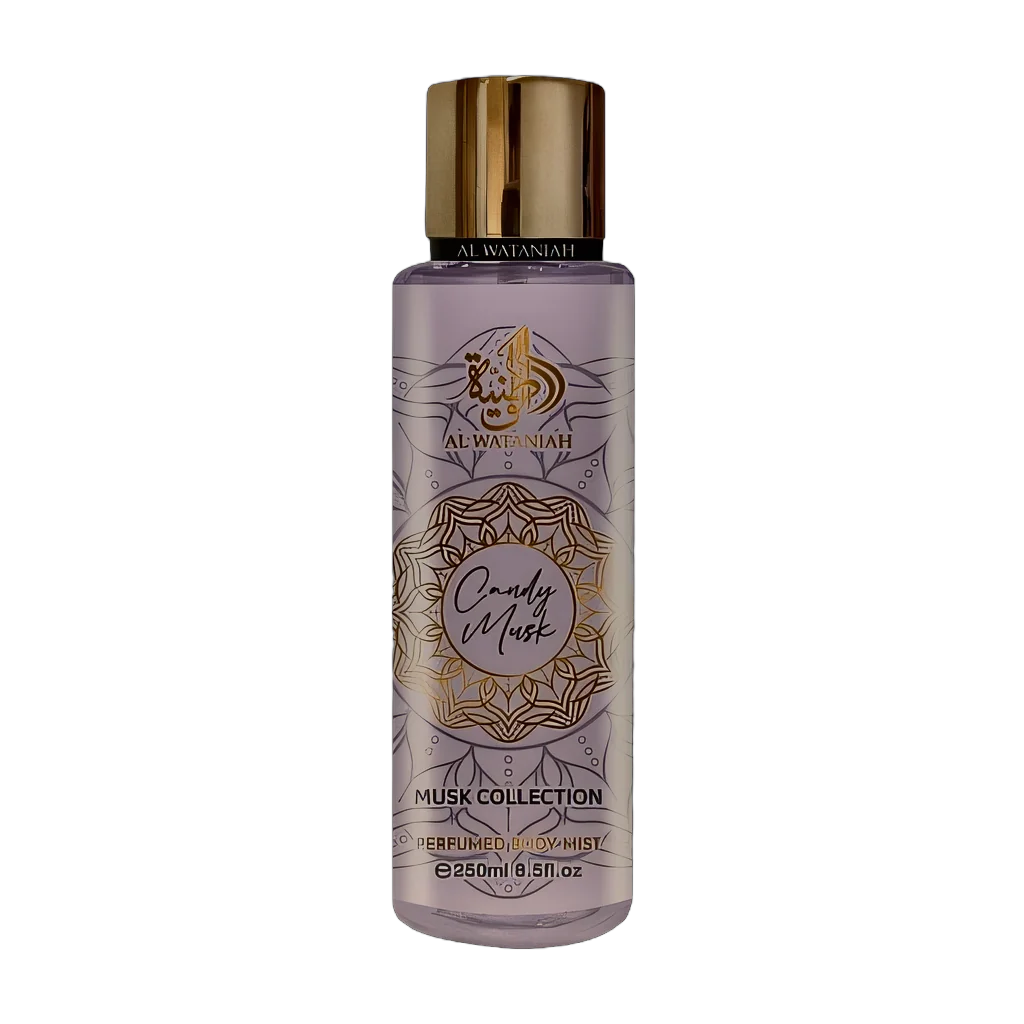 AL WATANIAH
الوطنية
AL WATANIAH
Candy
Musk
MUSK COLLECTION
PERFUMED BODY MIST
℮250ml 8.5fl.oz